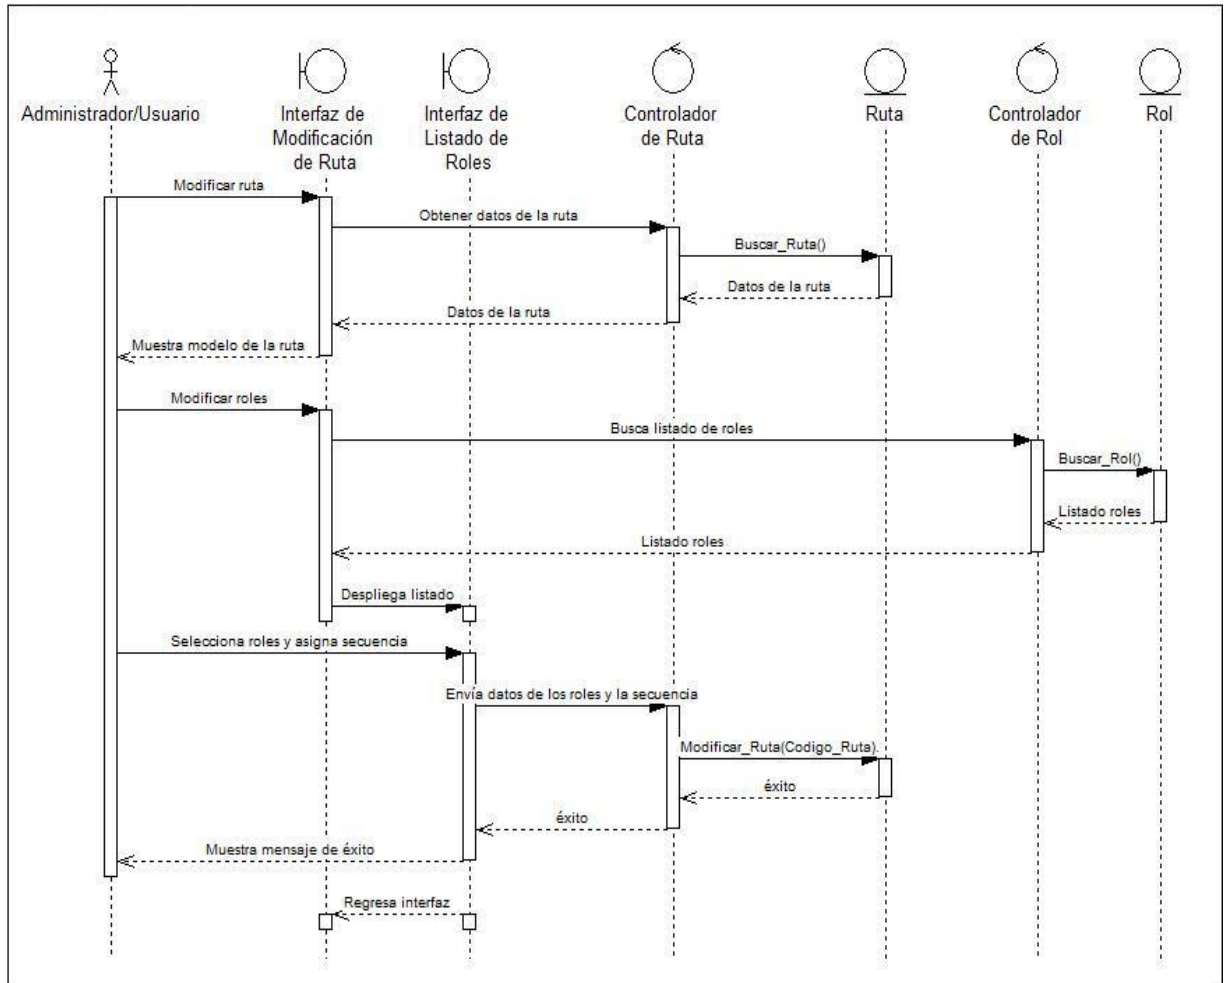 Administrador/Usuario
Interfaz de
Modificación
de Ruta
Interfaz de
Listado de
Roles
Controlador
de Ruta
Ruta
Controlador
de Rol
Rol
Modificar ruta
Obtener datos de la ruta
Buscar_Ruta()
Datos de la ruta
Datos de la ruta
Muestra modelo de la ruta
Modificar roles
Busca listado de roles
Buscar_Rol()
Listado roles
Listado roles
Despliega listado
Selecciona roles y asigna secuencia
Envía datos de los roles y la secuencia
Modificar_Ruta(Codigo_Ruta).
éxito
éxito
Muestra mensaje de éxito
Regresa interfaz